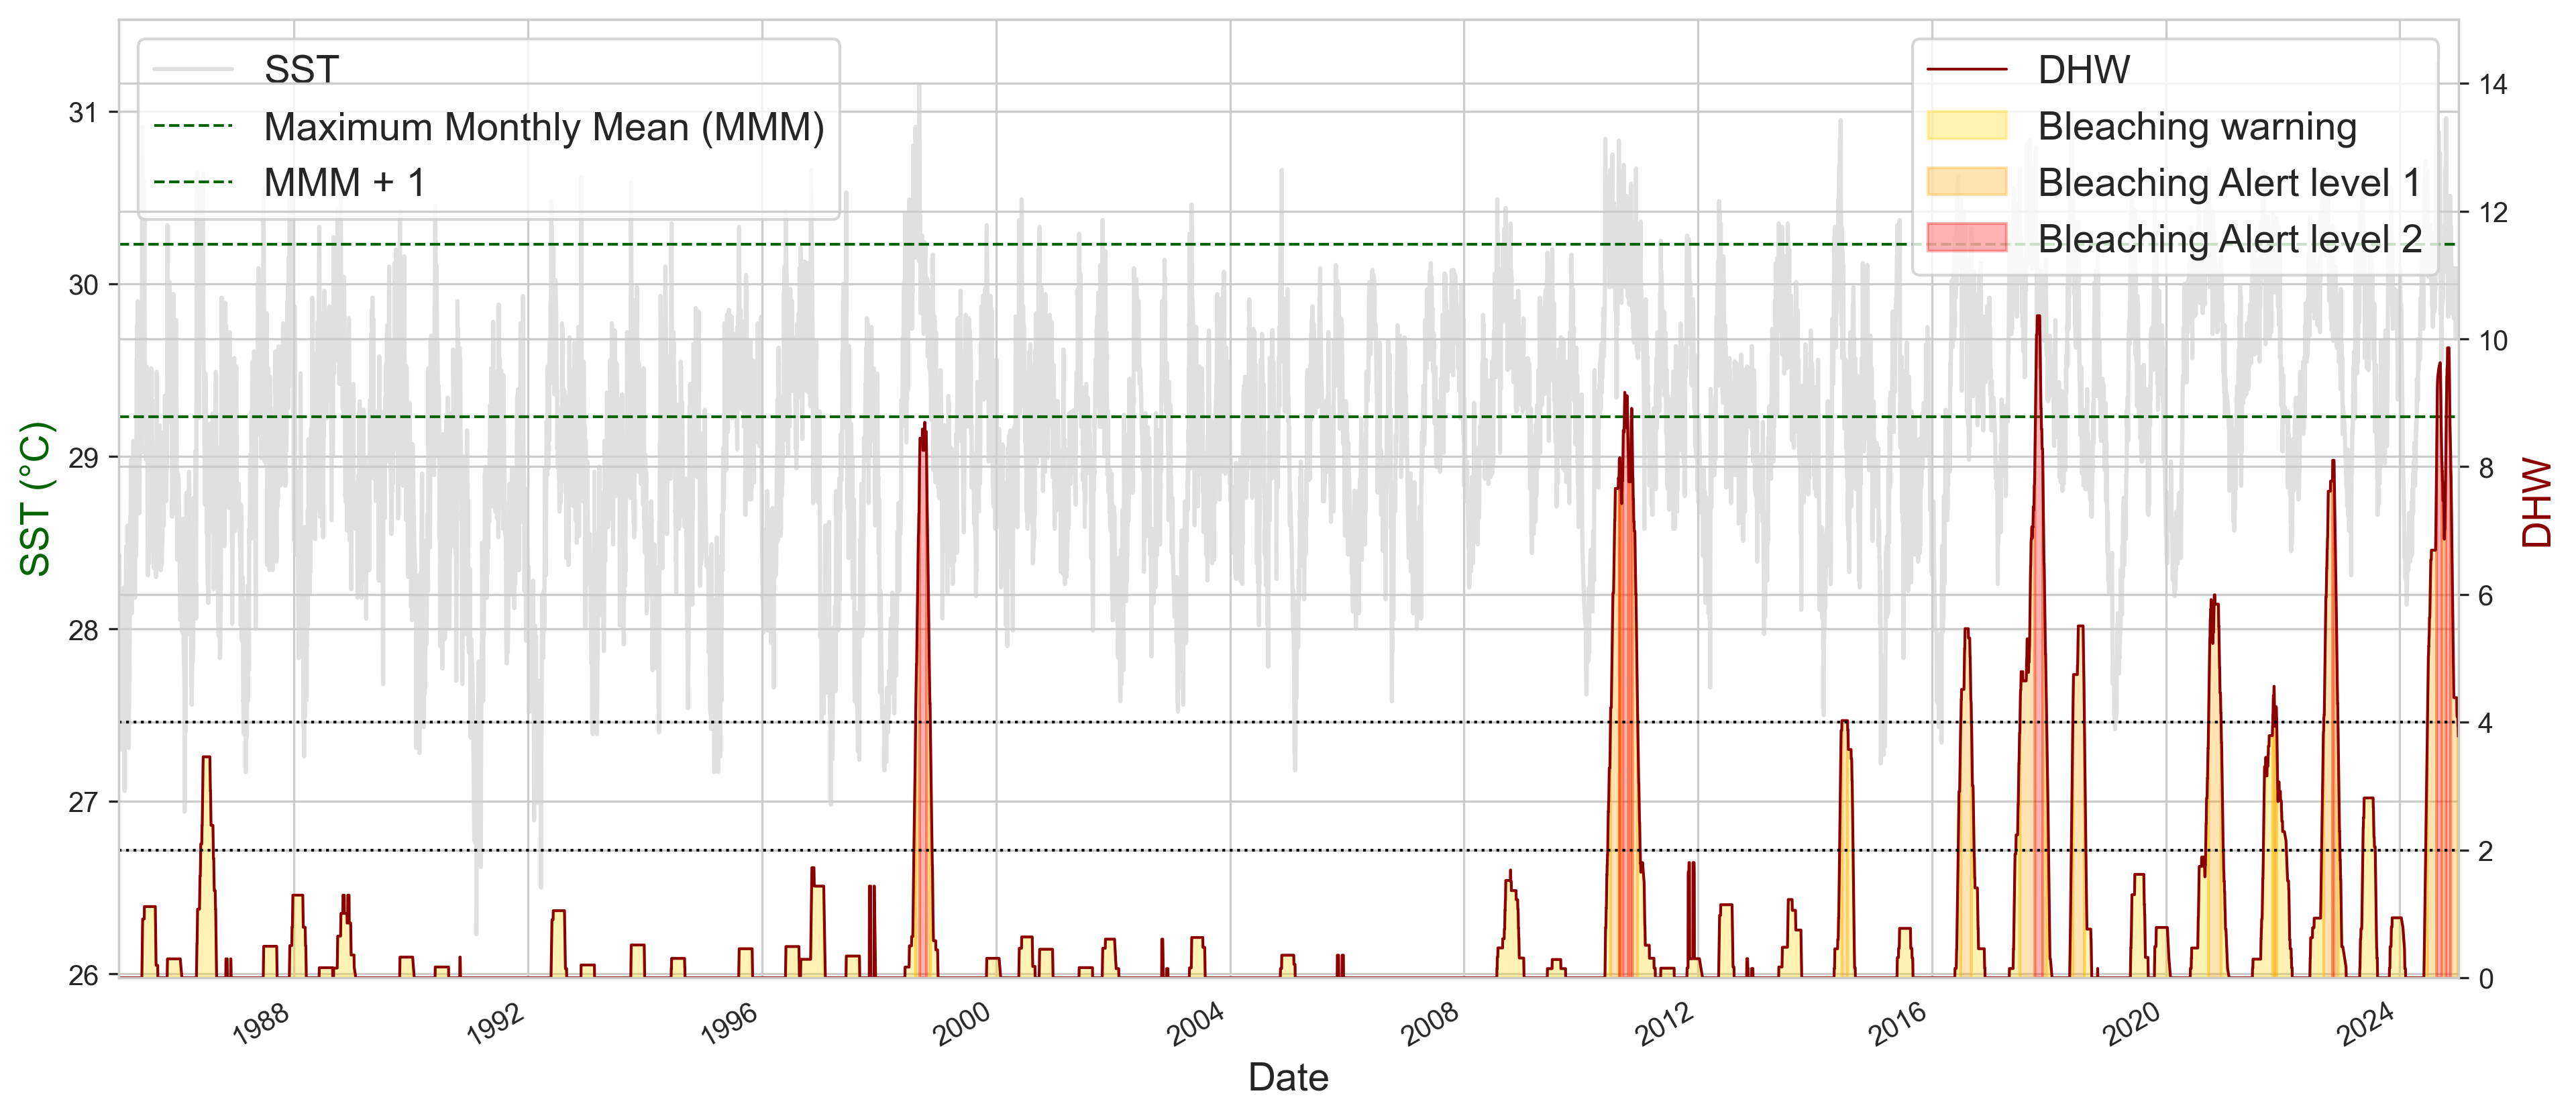 SST
Maximum Monthly Mean (MMM)
MMM + 1
DHW
Bleaching warning
Bleaching Alert level 1
Bleaching Alert level 2
SST (°C)
31
30
29
28
27
26
DHW
14
12
10
8
6
4
2
0
1988
1992
1996
2000
2004
2008
2012
2016
2020
2024
Date